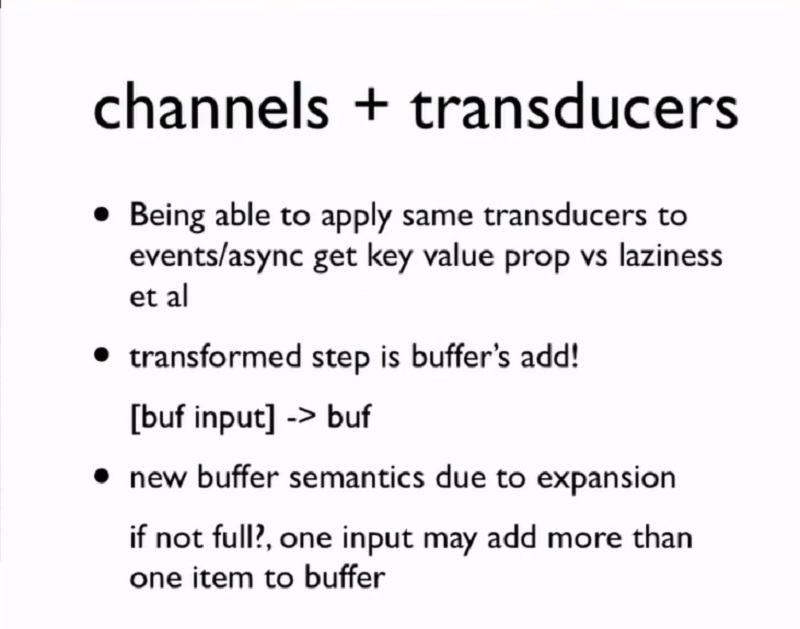 channels + transducers
• Being able to apply same transducers to
events/async get key value prop vs laziness
et al
• transformed step is buffer's add!
[buf input] -> buf
• new buffer semantics due to expansion
if not full?, one input may add more than
one item to buffer